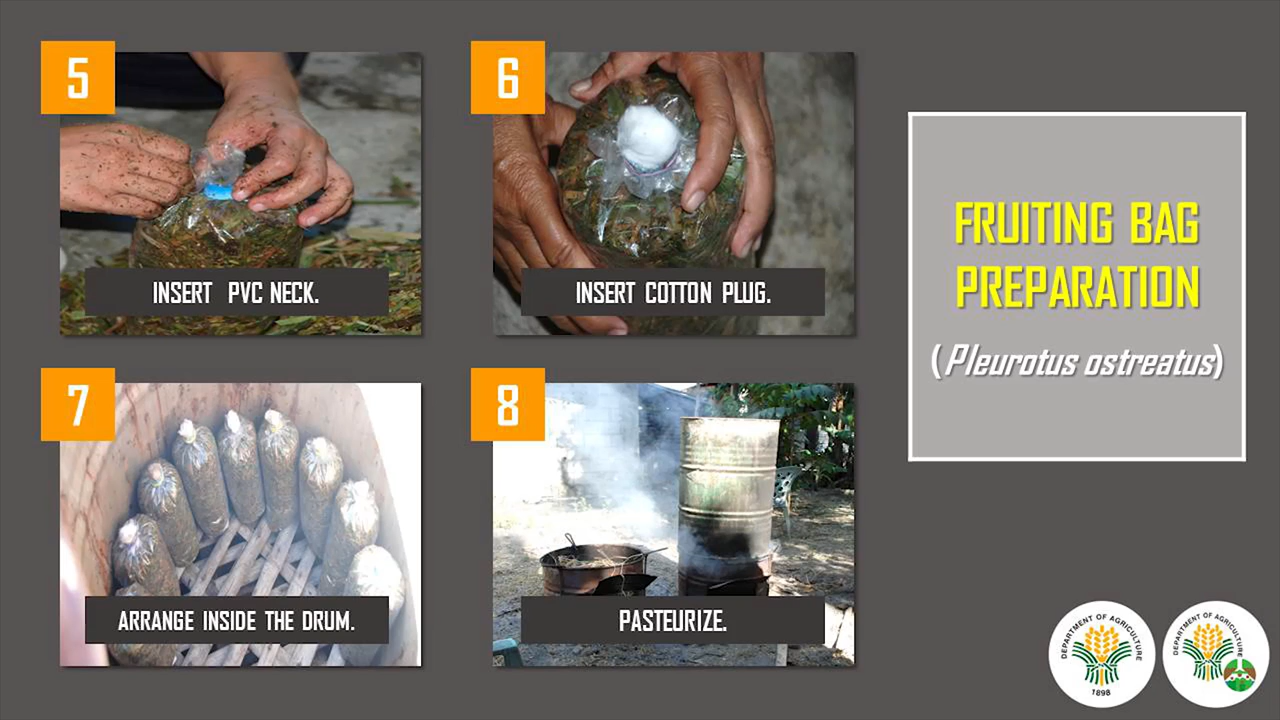 5
INSERT PVC NECK.
6
INSERT COTTON PLUG.
7
ARRANGE INSIDE THE DRUM.
8
PASTEURIZE.
FRUITING BAG
PREPARATION
(Pleurotus ostreatus)
DEPARTMENT OF AGRICULTURE
1898
DEPARTMENT OF AGRICULTURE